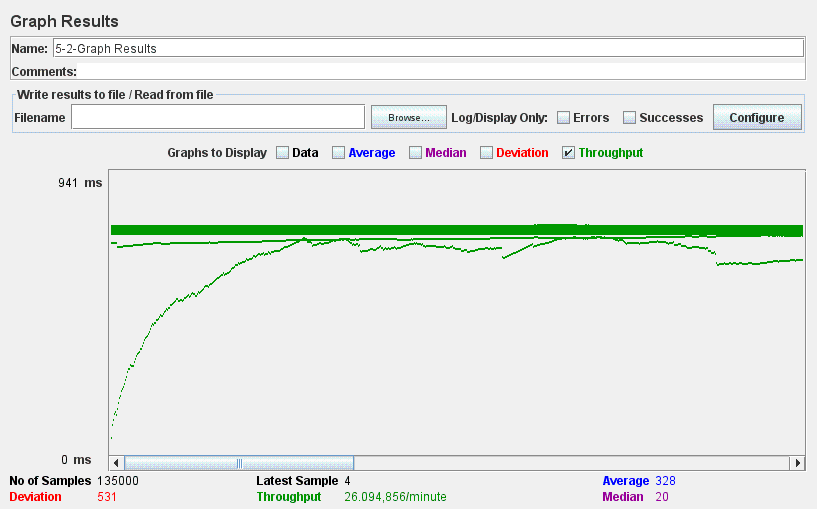 Graph Results
Name: 5-2-Graph Results
Comments:
Write results to file / Read from file
Filename Browse... Log/Display Only: Errors Successes Configure
Graphs to Display Data Average Median Deviation Throughput
941 ms
0 ms
No of Samples 135000 Latest Sample 4 Average 328
Deviation 531 Throughput 26.094,856/minute Median 20